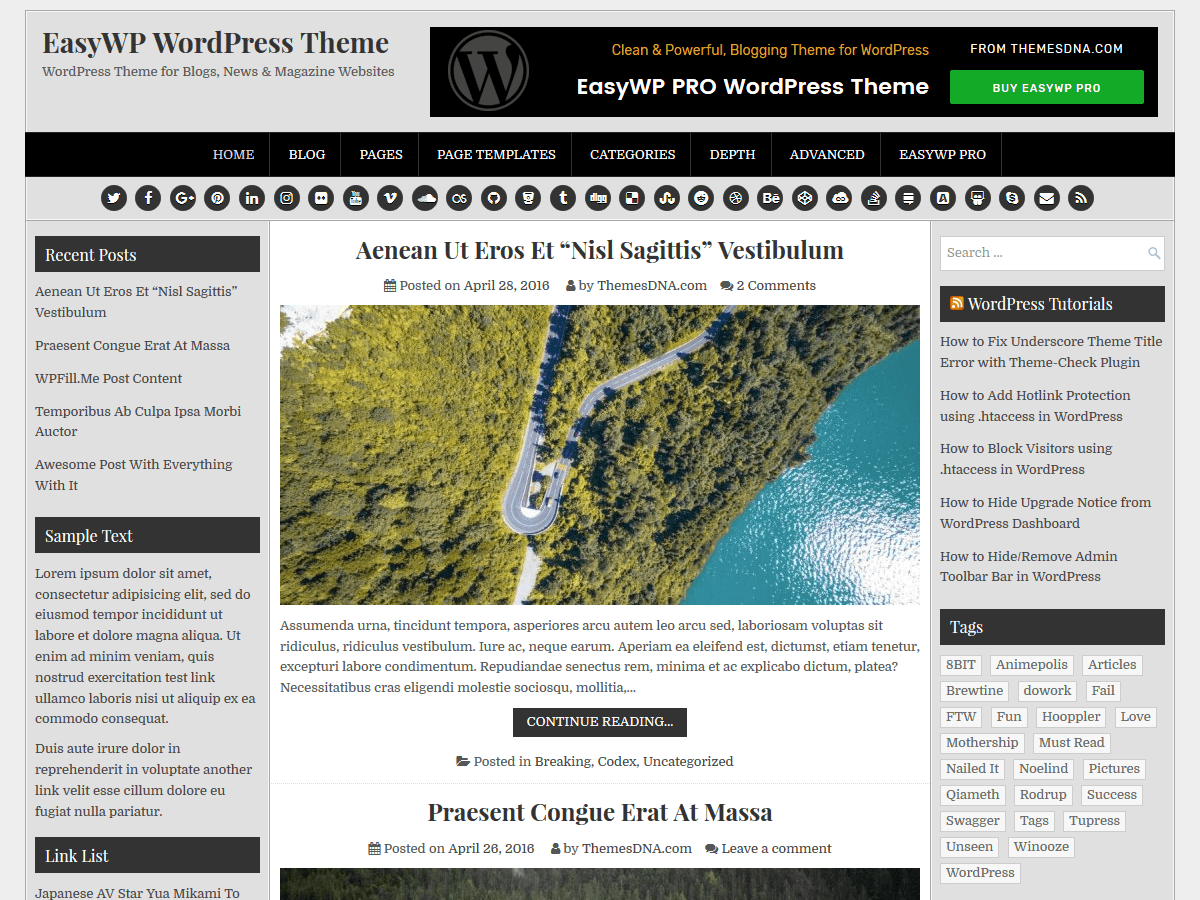 EasyWP WordPress Theme
WordPress Theme for Blogs, News & Magazine Websites
Clean & Powerful, Blogging Theme for WordPress
EasyWP PRO WordPress Theme
FROM THEMESDNA.COM
BUY EASYWP PRO
HOME BLOG PAGES PAGE TEMPLATES CATEGORIES DEPTH ADVANCED EASYWP PRO
Recent Posts
Aenean Ut Eros Et “Nisl Sagittis”
Vestibulum
Praesent Congue Erat At Massa
WPFill.Me Post Content
Temporibus Ab Culpa Ipsa Morbi
Auctor
Awesome Post With Everything
With It
Sample Text
Lorem ipsum dolor sit amet,
consectetur adipisicing elit, sed do
eiusmod tempor incididunt ut
labore et dolore magna aliqua. Ut
enim ad minim veniam, quis
nostrud exercitation test link
ullamco laboris nisi ut aliquip ex ea
commodo consequat.
Duis aute irure dolor in
reprehenderit in voluptate another
link velit esse cillum dolore eu
fugiat nulla pariatur.
Link List
Japanese AV Star Yua Mikami To
Aenean Ut Eros Et “Nisl Sagittis” Vestibulum
Posted on April 28, 2016 by ThemesDNA.com 2 Comments
Assumenda urna, tincidunt tempora, asperiores arcu autem leo arcu sed, laboriosam voluptas sit
ridiculus, ridiculus vestibulum. Iure ac, neque earum. Aperiam ea eleifend est, dictumst, etiam tenetur,
excepturi labore condimentum. Repudiandae senectus rem, minima et ac explicabo dictum, platea?
Necessitatibus cras eligendi molestie sociosqu, mollitia,...
CONTINUE READING...
Posted in Breaking, Codex, Uncategorized
Praesent Congue Erat At Massa
Posted on April 26, 2016 by ThemesDNA.com Leave a comment
Search ...
WordPress Tutorials
How to Fix Underscore Theme Title
Error with Theme-Check Plugin
How to Add Hotlink Protection
using .htaccess in WordPress
How to Block Visitors using
.htaccess in WordPress
How to Hide Upgrade Notice from
WordPress Dashboard
How to Hide/Remove Admin
Toolbar Bar in WordPress
Tags
8BIT Animepolis Articles
Brewtine dowork Fail
FTW Fun Hooppler Love
Mothership Must Read
Nailed It Noelind Pictures
Qiameth Rodrup Success
Swagger Tags Tupress
Unseen Winooze
WordPress